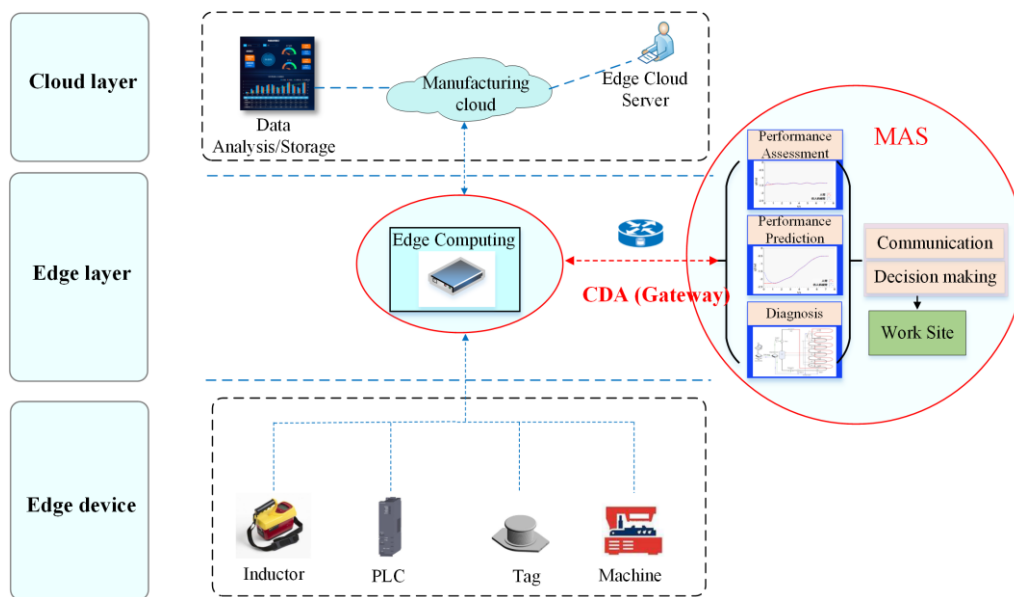 Cloud layer
Data
Analysis/Storage
Manufacturing
cloud
Edge Cloud
Server
Edge layer
Edge Computing
CDA (Gateway)
MAS
Performance
Assessment
Performance
Prediction
Diagnosis
Communication
Decision making
Work Site
Edge device
Inductor
PLC
Tag
Machine